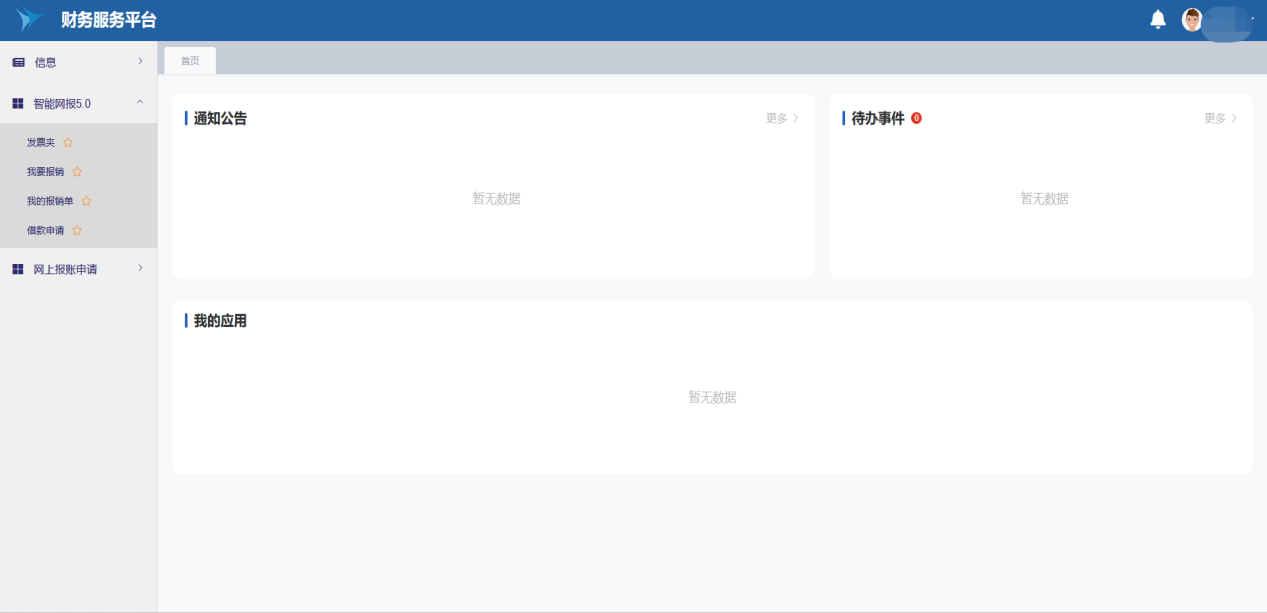 财务服务平台
信息
智能网报5.0
发票夹
我要报销
我的报销单
借款申请
网上报账申请
首页
通知公告
更多
暂无数据
待办事件 0
更多
暂无数据
我的应用
暂无数据